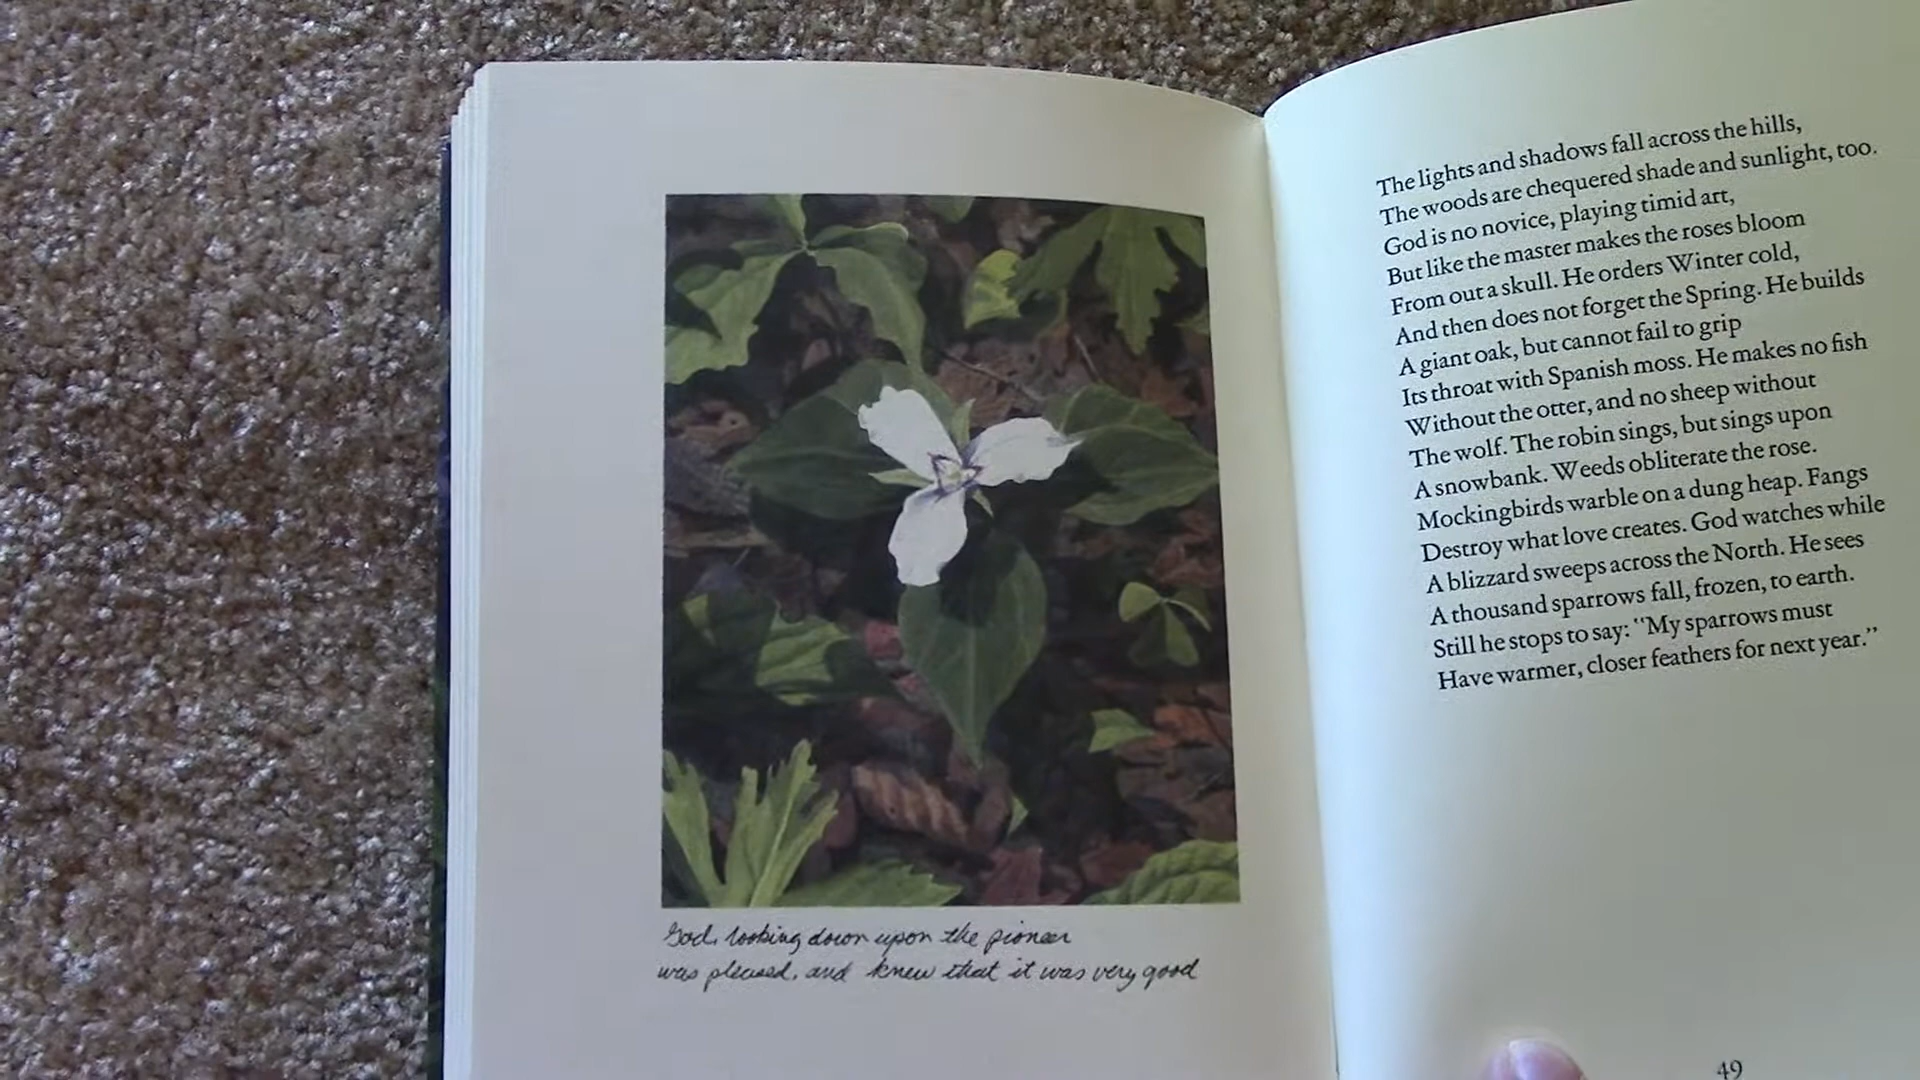 God, looking down upon the pioneer
was pleased, and knew that it was very good
The lights and shadows fall across the hills,
The woods are chequered shade and sunlight, too.
God is no novice, playing timid art,
But like the master makes the roses bloom
From out a skull. He orders Winter cold,
And then does not forget the Spring. He builds
A giant oak, but cannot fail to grip
Its throat with Spanish moss. He makes no fish
Without the otter, and no sheep without
The wolf. The robin sings, but sings upon
A snowbank. Weeds obliterate the rose.
Mockingbirds warble on a dung heap. Fangs
Destroy what love creates. God watches while
A blizzard sweeps across the North. He sees
A thousand sparrows fall, frozen, to earth.
Still he stops to say: "My sparrows must
Have warmer, closer feathers for next year."
49